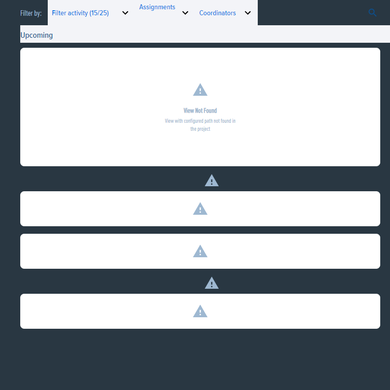 Filter by:
Filter activity (15/25)
Assignments
Coordinators
Upcoming
View Not Found
View with configured path not found in
the project